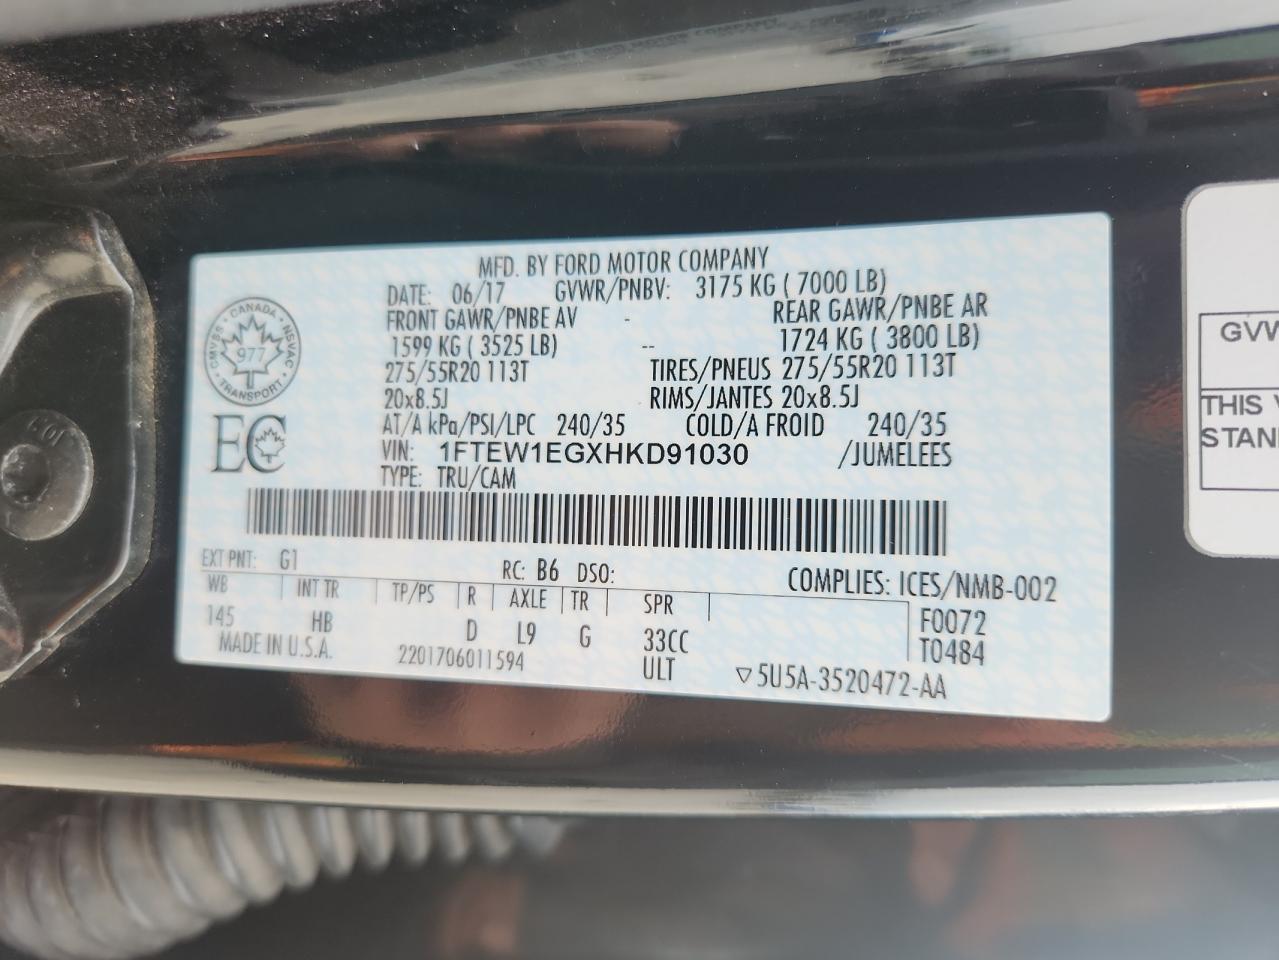 MFD. BY FORD MOTOR COMPANY
DATE: 06/17 GVWR/PNBV: 3175 KG ( 7000 LB)
FRONT GAWR/PNBE AV - REAR GAWR/PNBE AR
1599 KG ( 3525 LB) -- 1724 KG ( 3800 LB)
275/55R20 113T TIRES/PNEUS 275/55R20 113T
20x8.5J RIMS/JANTES 20x8.5J
AT/A kPa/PSI/LPC 240/35 COLD/A FROID 240/35
VIN: 1FTEW1EGXHKD91030 /JUMELEES
TYPE: TRU/CAM
CANADA
CMVSS NSVAC
977
TRANSPORT
EC
EXT PNT: G1 RC: B6 DSO: COMPLIES: ICES/NMB-002
WB INT TR TP/PS R AXLE TR SPR F0072
145 HB D L9 G 33CC T0484
MADE IN U.S.A. 2201706011594 ULT ▽5U5A-3520472-AA
GVW
THIS V
STAN